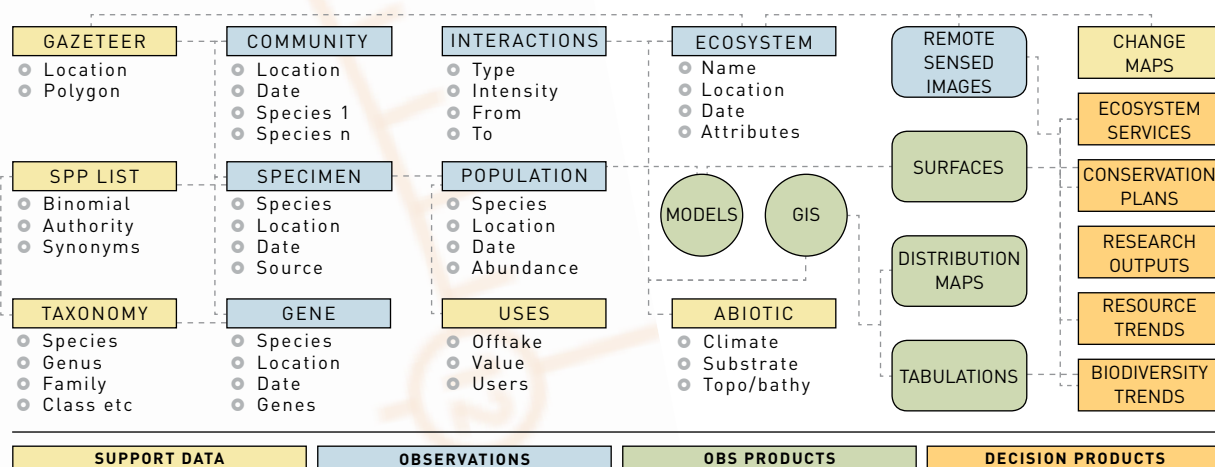 GAZETEER
Location
Polygon
COMMUNITY
Location
Date
Species 1
Species n
INTERACTIONS
Type
Intensity
From
To
ECOSYSTEM
Name
Location
Date
Attributes
REMOTE
SENSED
IMAGES
CHANGE
MAPS
ECOSYSTEM
SERVICES
SPP LIST
Binomial
Authority
Synonyms
SPECIMEN
Species
Location
Date
Source
POPULATION
Species
Location
Date
Abundance
MODELS
GIS
SURFACES
CONSERVATION
PLANS
DISTRIBUTION
MAPS
RESEARCH
OUTPUTS
TAXONOMY
Species
Genus
Family
Class etc
GENE
Species
Location
Date
Genes
USES
Offtake
Value
Users
ABIOTIC
Climate
Substrate
Topo/bathy
TABULATIONS
RESOURCE
TRENDS
BIODIVERSITY
TRENDS
SUPPORT DATA
OBSERVATIONS
OBS PRODUCTS
DECISION PRODUCTS